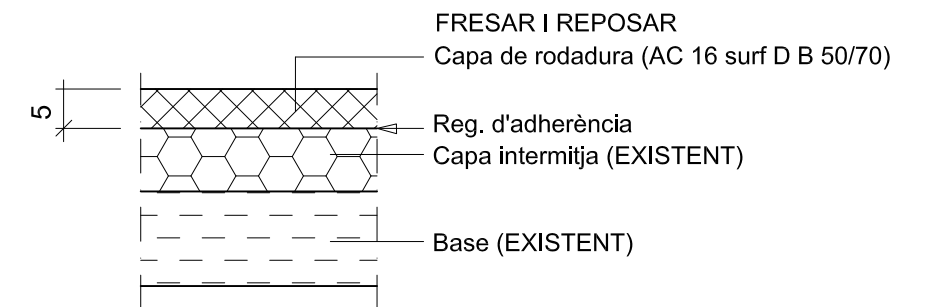 FRESAR I REPOSAR
Capa de rodadura (AC 16 surf D B 50/70)
5
Reg. d'adherència
Capa intermitja (EXISTENT)
Base (EXISTENT)